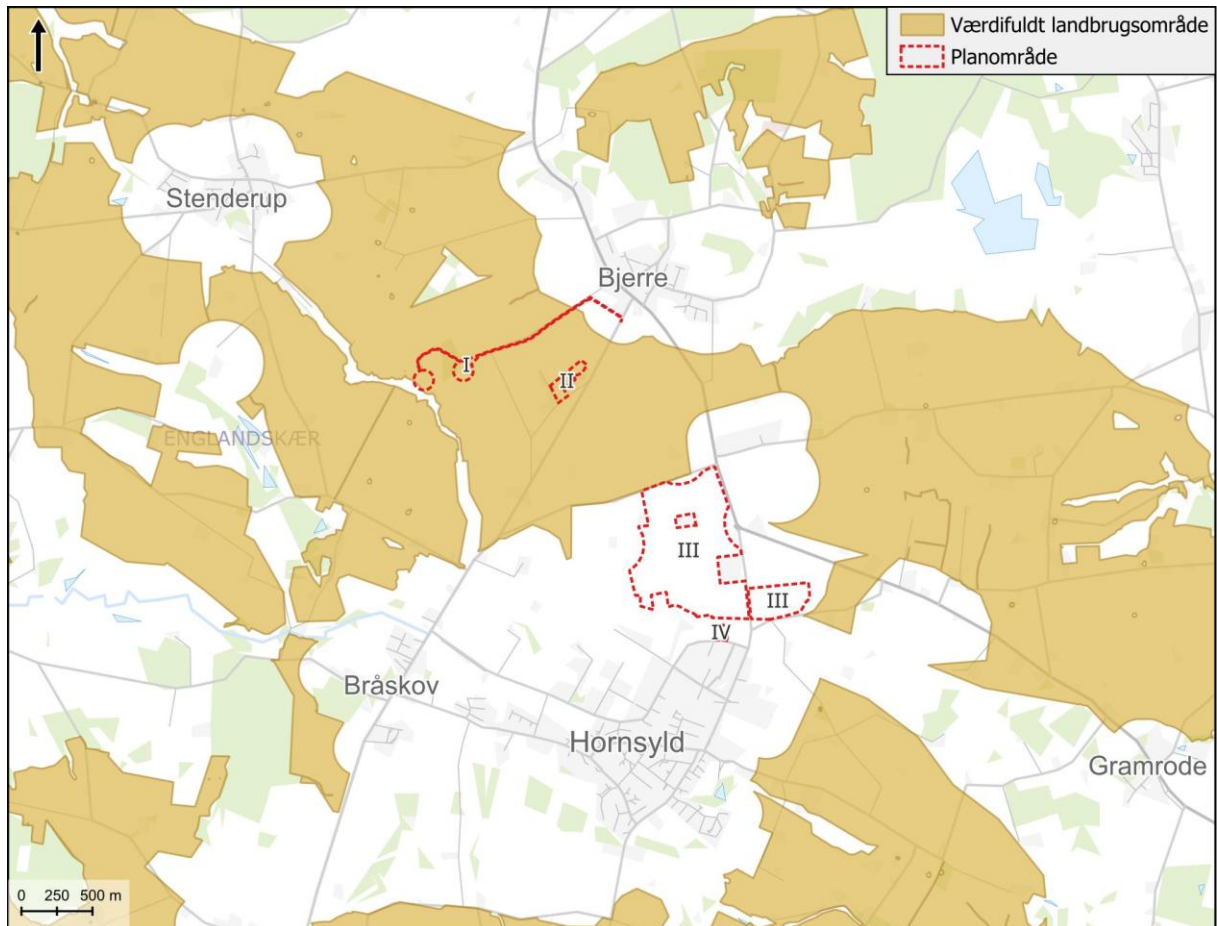 Værdifuldt landbrugsområde
Planområde
Stenderup
Bjerre
I
II
ENGLANDSKÆR
III
III
IV
Bråskov
Hornsyld
Gramrode
0 250 500 m